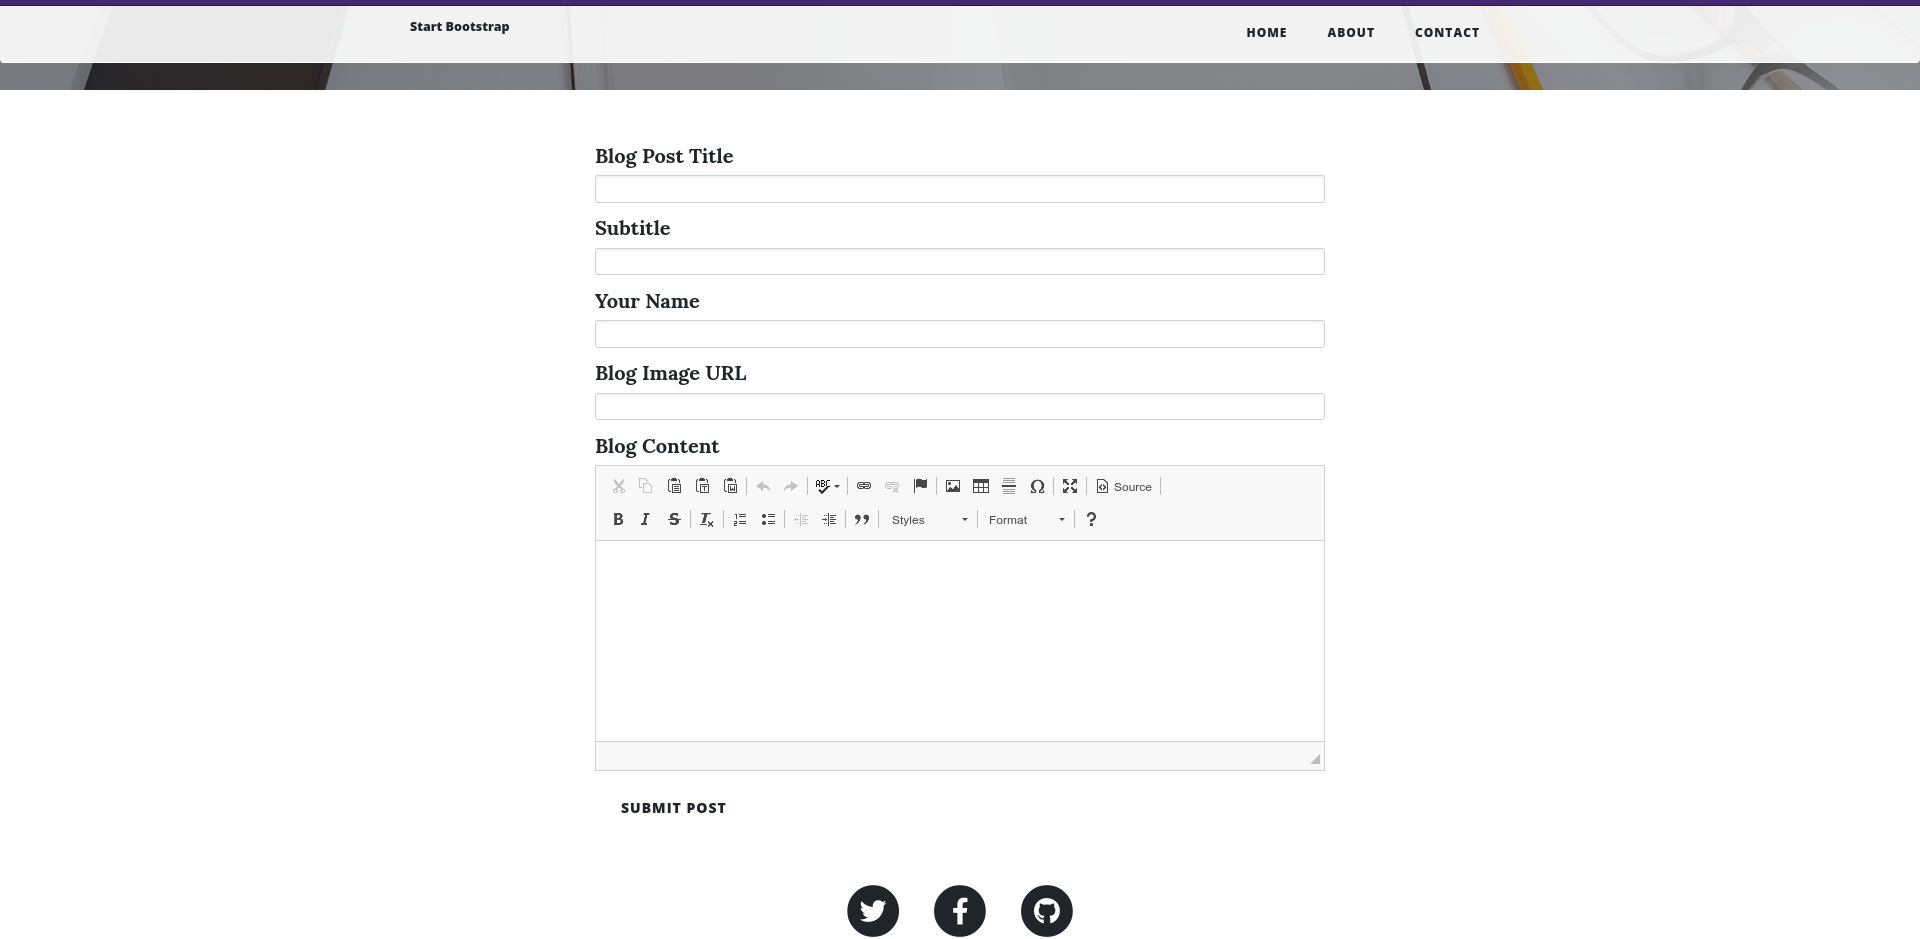 Start Bootstrap
HOME ABOUT CONTACT
Blog Post Title
Subtitle
Your Name
Blog Image URL
Blog Content
ABC Source
B I S Styles Format ?
SUBMIT POST